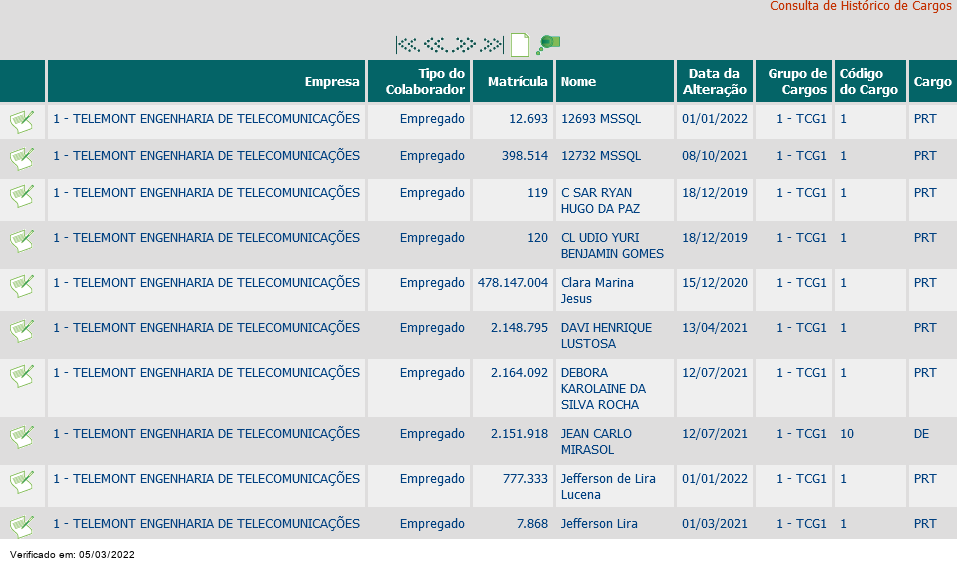 Consulta de Histórico de Cargos
Empresa Tipo do Colaborador Matrícula Nome Data da Alteração Grupo de Cargos Código do Cargo Cargo
1 - TELEMONT ENGENHARIA DE TELECOMUNICAÇÕES Empregado 12.693 12693 MSSQL 01/01/2022 1 - TCG1 1 PRT
1 - TELEMONT ENGENHARIA DE TELECOMUNICAÇÕES Empregado 398.514 12732 MSSQL 08/10/2021 1 - TCG1 1 PRT
1 - TELEMONT ENGENHARIA DE TELECOMUNICAÇÕES Empregado 119 C SAR RYAN HUGO DA PAZ 18/12/2019 1 - TCG1 1 PRT
1 - TELEMONT ENGENHARIA DE TELECOMUNICAÇÕES Empregado 120 CL UDIO YURI BENJAMIN GOMES 18/12/2019 1 - TCG1 1 PRT
1 - TELEMONT ENGENHARIA DE TELECOMUNICAÇÕES Empregado 478.147.004 Clara Marina Jesus 15/12/2020 1 - TCG1 1 PRT
1 - TELEMONT ENGENHARIA DE TELECOMUNICAÇÕES Empregado 2.148.795 DAVI HENRIQUE LUSTOSA 13/04/2021 1 - TCG1 1 PRT
1 - TELEMONT ENGENHARIA DE TELECOMUNICAÇÕES Empregado 2.164.092 DEBORA KAROLAINE DA SILVA ROCHA 12/07/2021 1 - TCG1 1 PRT
1 - TELEMONT ENGENHARIA DE TELECOMUNICAÇÕES Empregado 2.151.918 JEAN CARLO MIRASOL 12/07/2021 1 - TCG1 10 DE
1 - TELEMONT ENGENHARIA DE TELECOMUNICAÇÕES Empregado 777.333 Jefferson de Lira Lucena 01/01/2022 1 - TCG1 1 PRT
1 - TELEMONT ENGENHARIA DE TELECOMUNICAÇÕES Empregado 7.868 Jefferson Lira 01/03/2021 1 - TCG1 1 PRT
Verificado em: 05/03/2022